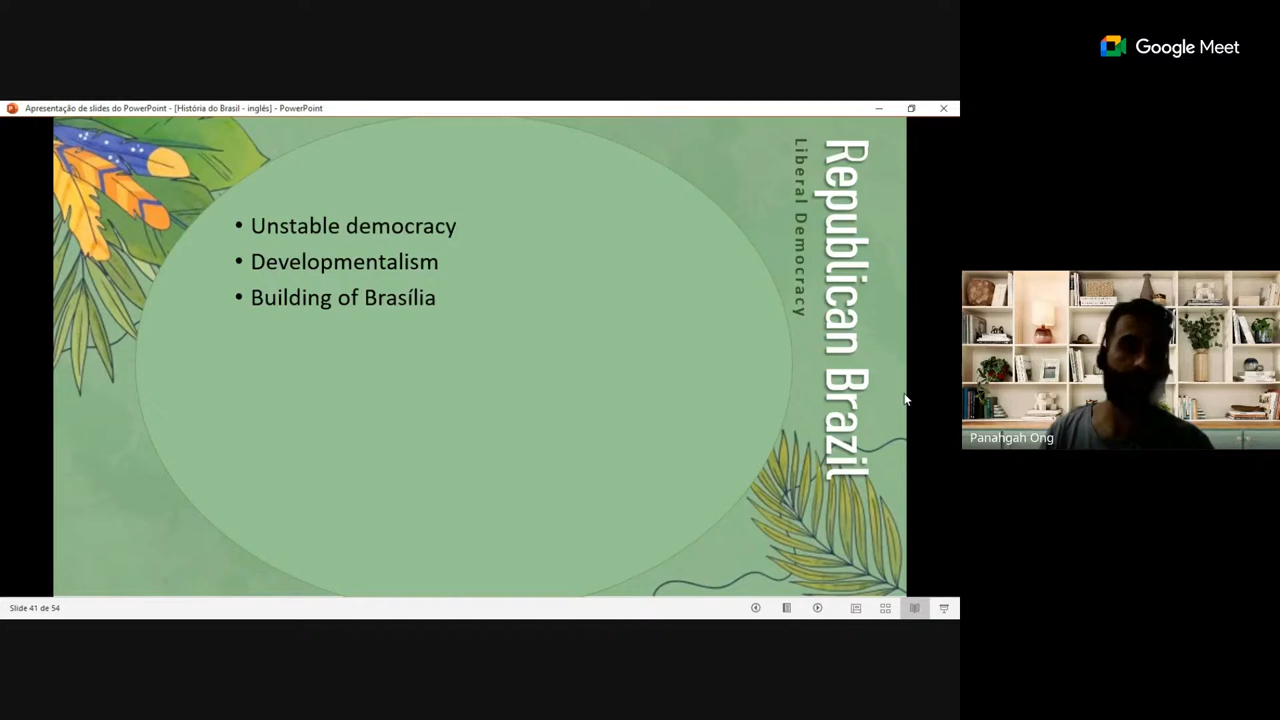 Google Meet
Apresentação de slides do PowerPoint - [História do Brasil - inglês] - PowerPoint
Republican Brazil
Liberal Democracy
• Unstable democracy
• Developmentalism
• Building of Brasília
Panahgah Ong
Slide 41 de 54